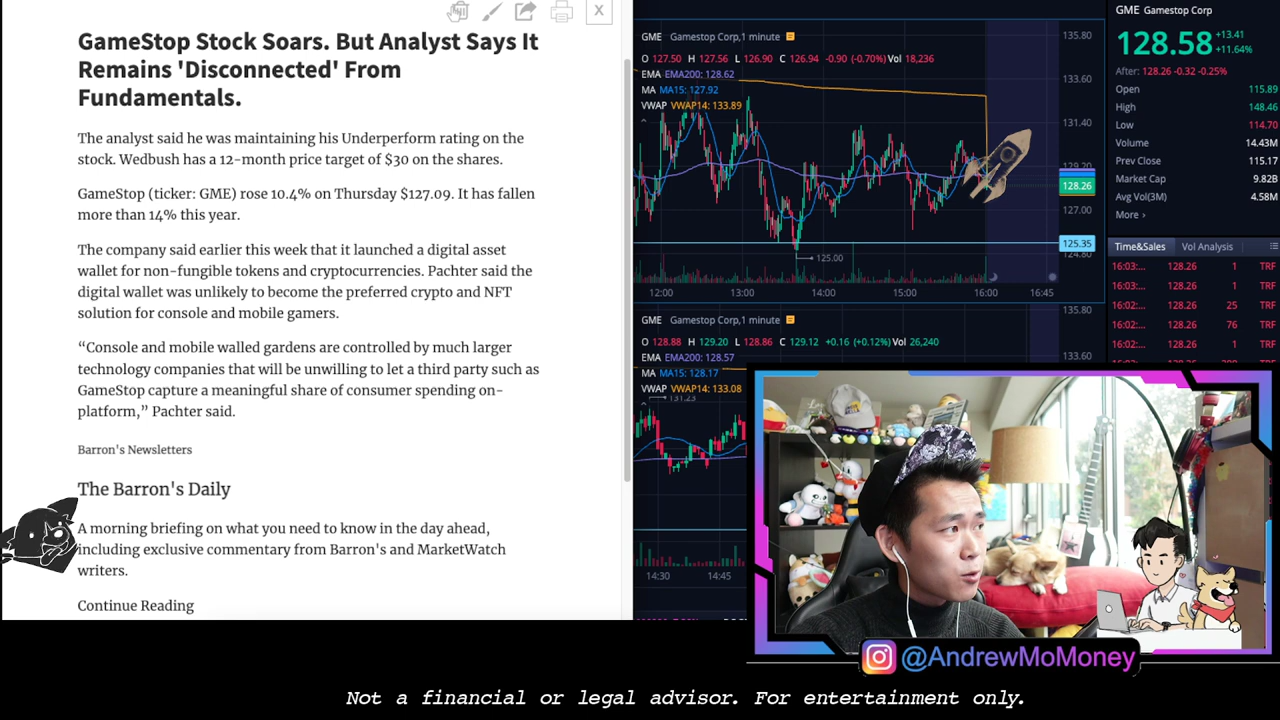 GameStop Stock Soars. But Analyst Says It
Remains 'Disconnected' From
Fundamentals.
The analyst said he was maintaining his Underperform rating on the
stock. Wedbush has a 12-month price target of $30 on the shares.
GameStop (ticker: GME) rose 10.4% on Thursday $127.09. It has fallen
more than 14% this year.
The company said earlier this week that it launched a digital asset
wallet for non-fungible tokens and cryptocurrencies. Pachter said the
digital wallet was unlikely to become the preferred crypto and NFT
solution for console and mobile gamers.
“Console and mobile walled gardens are controlled by much larger
technology companies that will be unwilling to let a third party such as
GameStop capture a meaningful share of consumer spending on-
platform,” Pachter said.
Barron's Newsletters
The Barron's Daily
A morning briefing on what you need to know in the day ahead,
including exclusive commentary from Barron's and MarketWatch
writers.
Continue Reading
GME Gamestop Corp,1 minute
O 127.50 H 127.56 L 126.90 C 126.94 -0.90 (-0.70%) Vol 18,236
EMA EMA200: 128.62
MA MA15: 127.92
VWAP VWAP14: 133.89
135.80
133.60
131.40
129.20
128.26
127.00
125.35
124.80
125.00
12:00 13:00 14:00 15:00 16:00 16:45
GME Gamestop Corp,1 minute
O 128.88 H 129.20 L 128.86 C 129.12 +0.16 (+0.12%) Vol 26,240
EMA EMA200: 128.57
MA MA15: 128.17
VWAP VWAP14: 133.08
131.23
135.80
133.60
14:30 14:45
GME Gamestop Corp
128.58 +13.41
+11.64%
After: 128.26 -0.32 -0.25%
Open 115.89
High 148.46
Low 114.70
Volume 14.43M
Prev Close 115.17
Market Cap 9.82B
Avg Vol(3M) 4.58M
More ›
Time&Sales Vol Analysis
16:03:... 128.26 1 TRF
16:03:... 128.26 1 TRF
16:02:... 128.26 25 TRF
16:02:... 128.26 76 TRF
16:02:... 128.26 1 TRF
@AndrewMoMoney
Not a financial or legal advisor. For entertainment only.